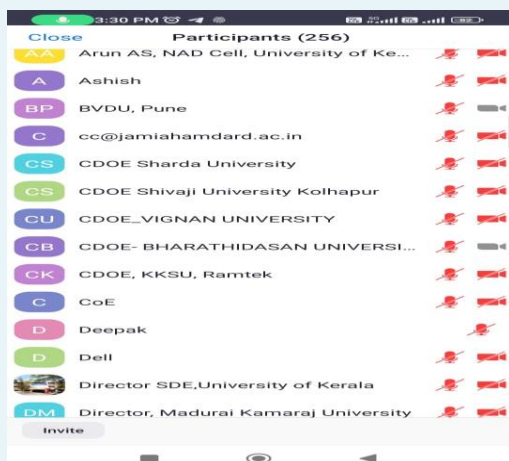 3:30 PM
Close Participants (256)
AA Arun AS, NAD Cell, University of Ke...
A Ashish
BP BVDU, Pune
C cc@jamiahamdard.ac.in
CS CDOE Sharda University
CS CDOE Shivaji University Kolhapur
CU CDOE_VIGNAN UNIVERSITY
CB CDOE- BHARATHIDASAN UNIVERSI...
CK CDOE, KKSU, Ramtek
C CoE
D Deepak
D Dell
Director SDE,University of Kerala
DM Director, Madurai Kamaraj University
Invite